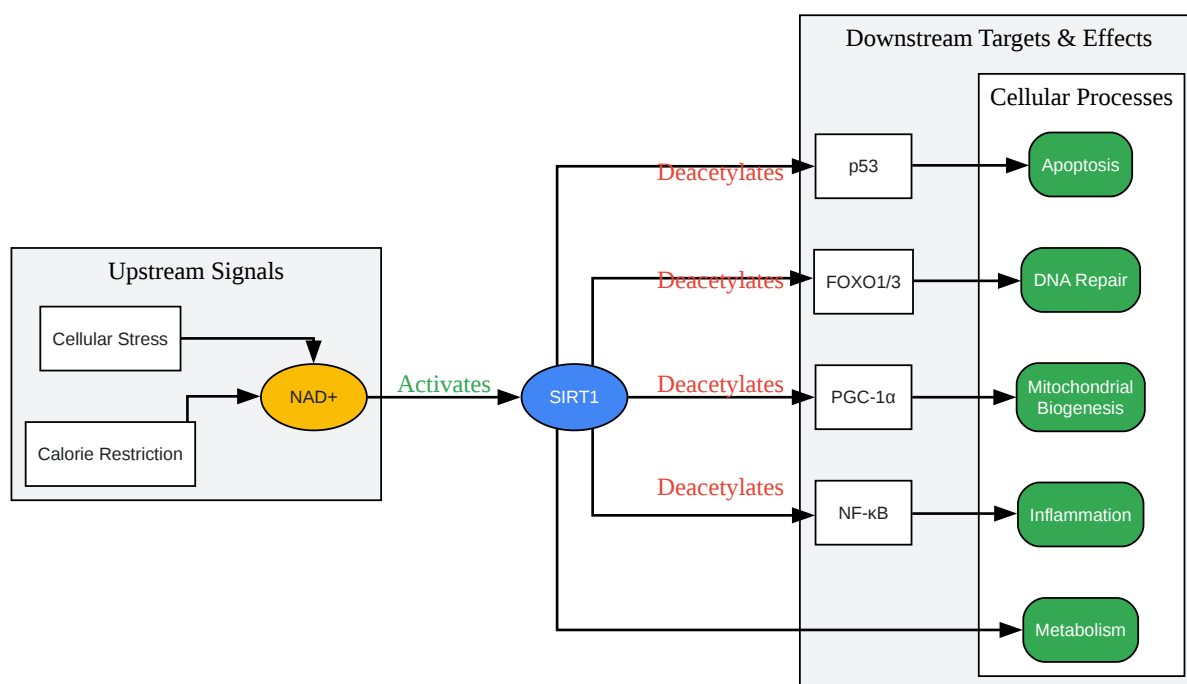 Downstream Targets & Effects
Cellular Processes
Deacetylates
p53
Apoptosis
Upstream Signals
Deacetylates
FOXO1/3
DNA Repair
Cellular Stress
NAD+
Activates
SIRT1
Deacetylates
PGC-1α
Mitochondrial
Biogenesis
Calorie Restriction
Deacetylates
NF-κB
Inflammation
Metabolism